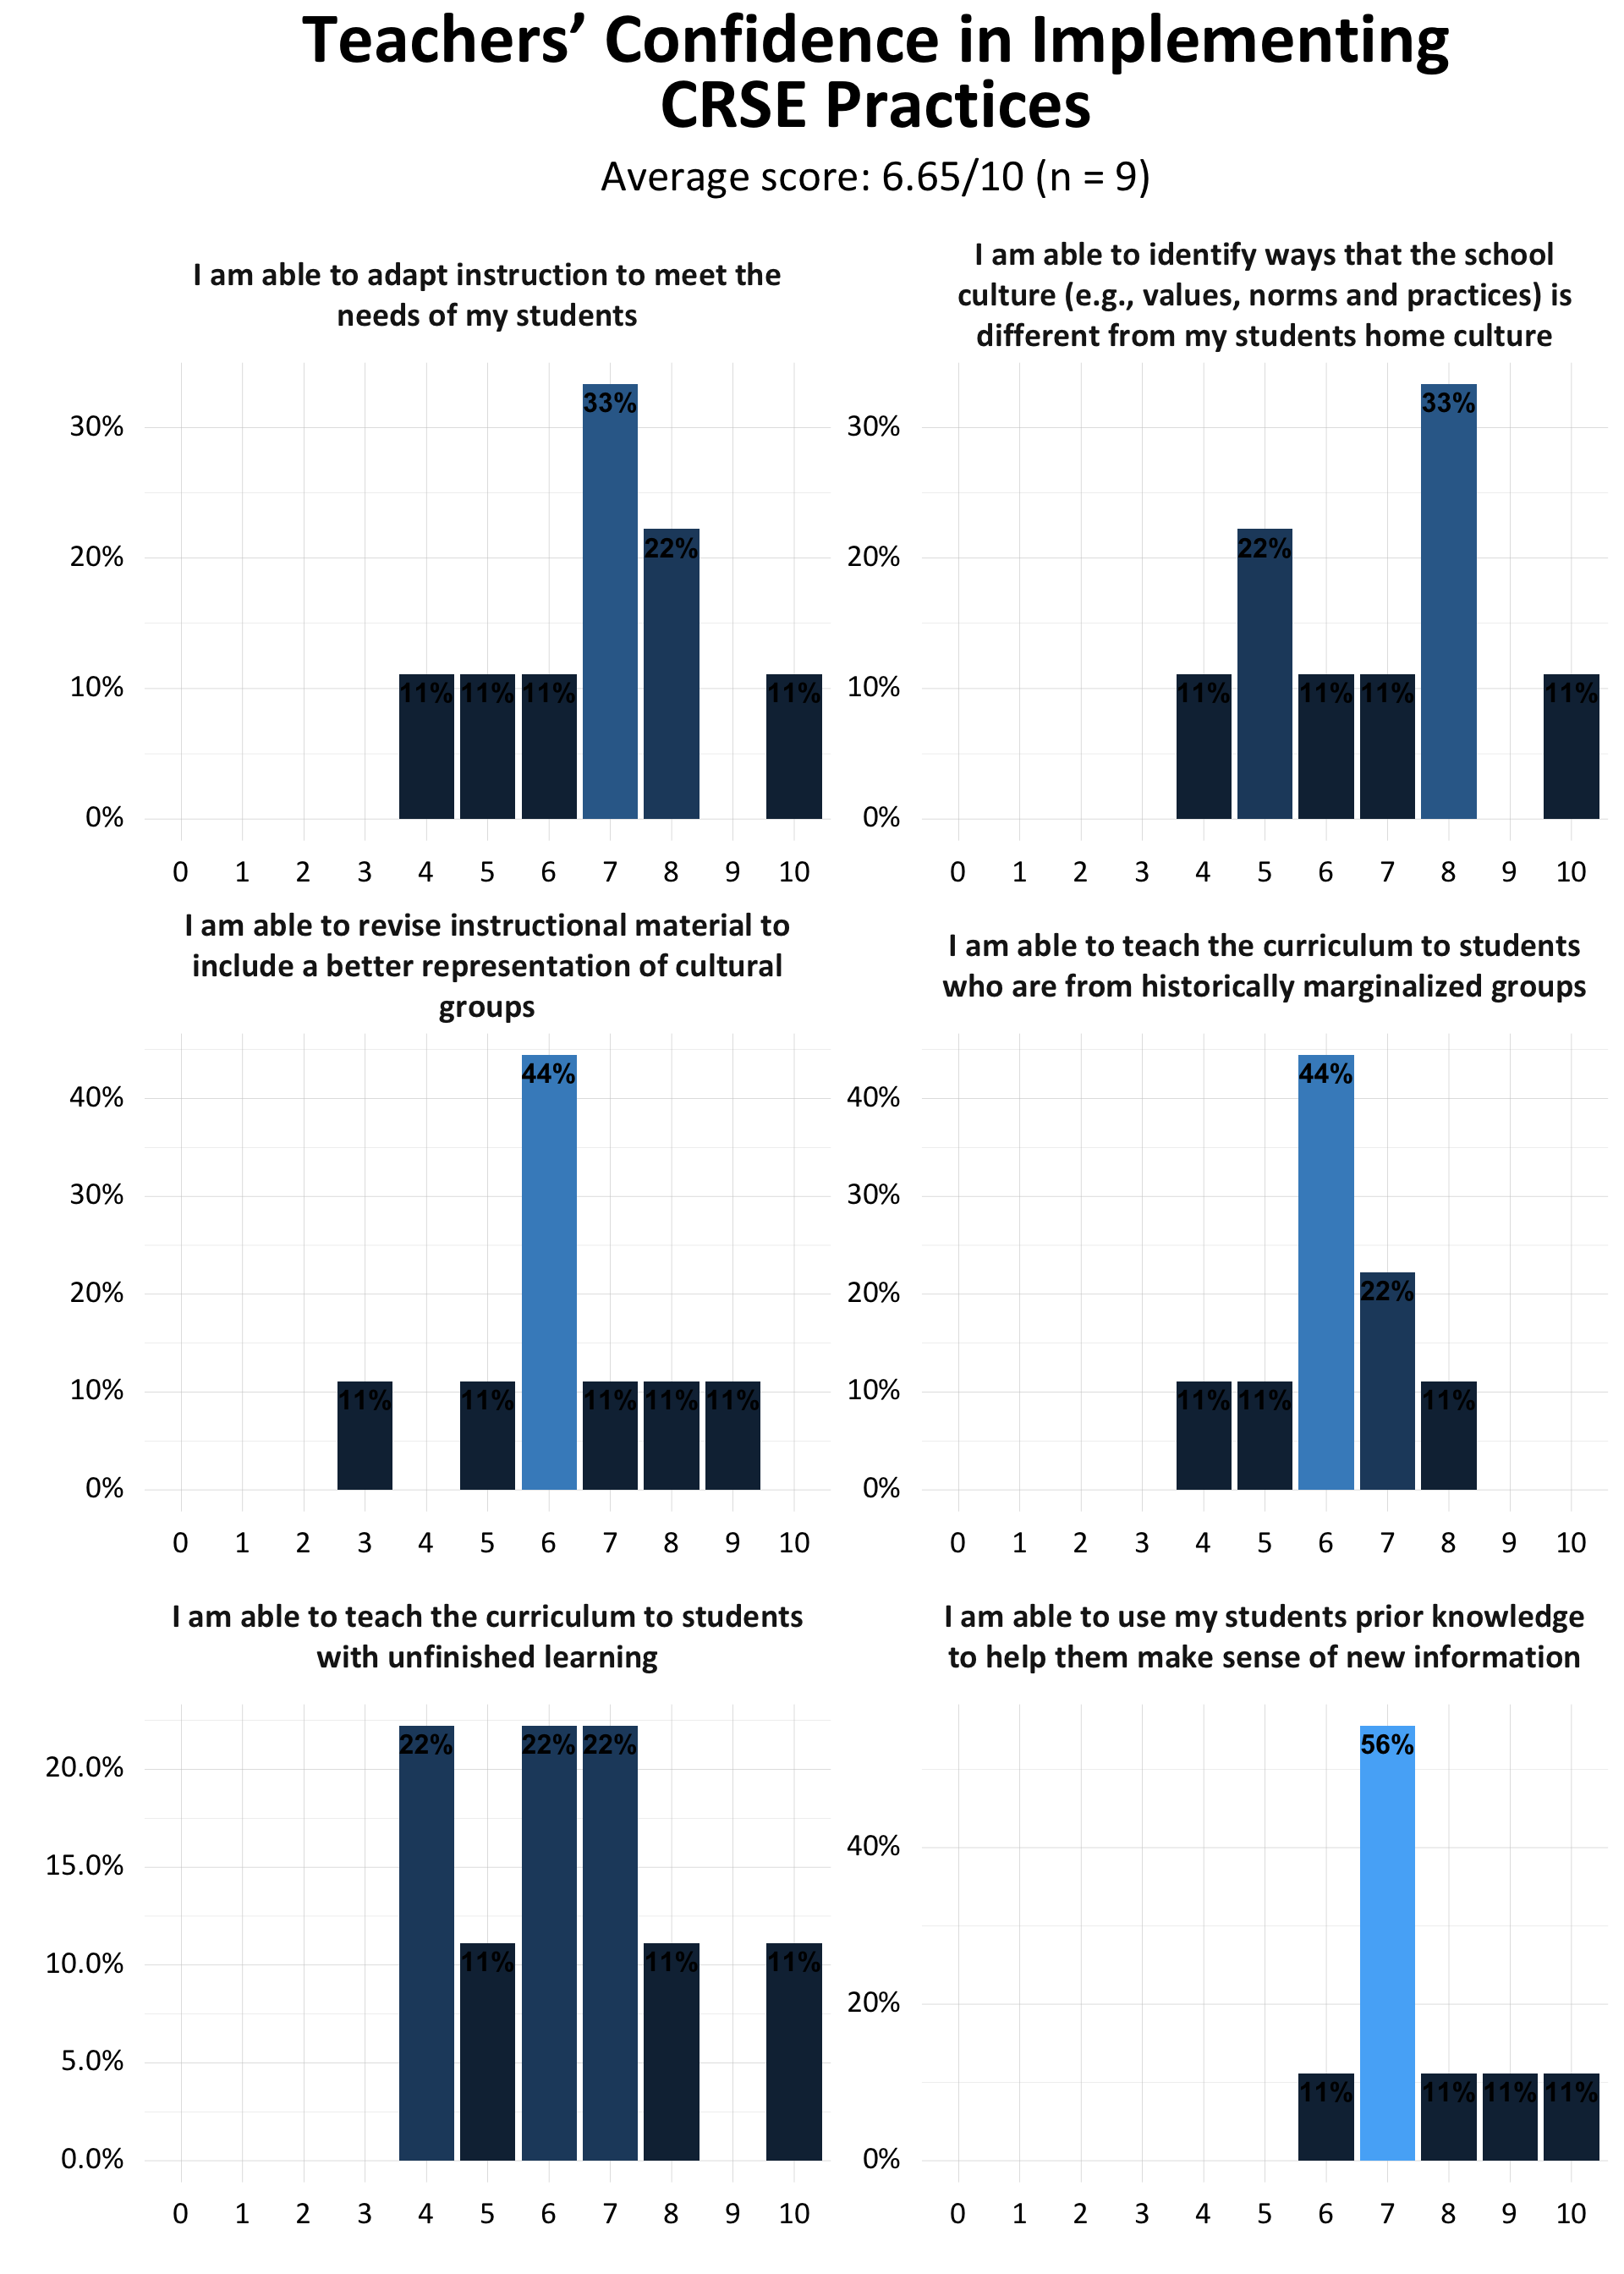 Teachers’ Confidence in Implementing
CRSE Practices
Average score: 6.65/10 (n = 9)
I am able to adapt instruction to meet the
needs of my students
30%
20%
10%
0%
33%
22%
11%
11%
11%
11%
0 1 2 3 4 5 6 7 8 9 10
I am able to identify ways that the school
culture (e.g., values, norms and practices) is
different from my students home culture
30%
20%
10%
0%
33%
22%
11%
11%
11%
11%
0 1 2 3 4 5 6 7 8 9 10
I am able to revise instructional material to
include a better representation of cultural
groups
40%
30%
20%
10%
0%
44%
11%
11%
11%
11%
11%
0 1 2 3 4 5 6 7 8 9 10
I am able to teach the curriculum to students
who are from historically marginalized groups
40%
30%
20%
10%
0%
44%
22%
11%
11%
11%
0 1 2 3 4 5 6 7 8 9 10
I am able to teach the curriculum to students
with unfinished learning
20.0%
15.0%
10.0%
5.0%
0.0%
22%
22%
22%
11%
11%
11%
0 1 2 3 4 5 6 7 8 9 10
I am able to use my students prior knowledge
to help them make sense of new information
40%
20%
0%
56%
11%
11%
11%
11%
0 1 2 3 4 5 6 7 8 9 10